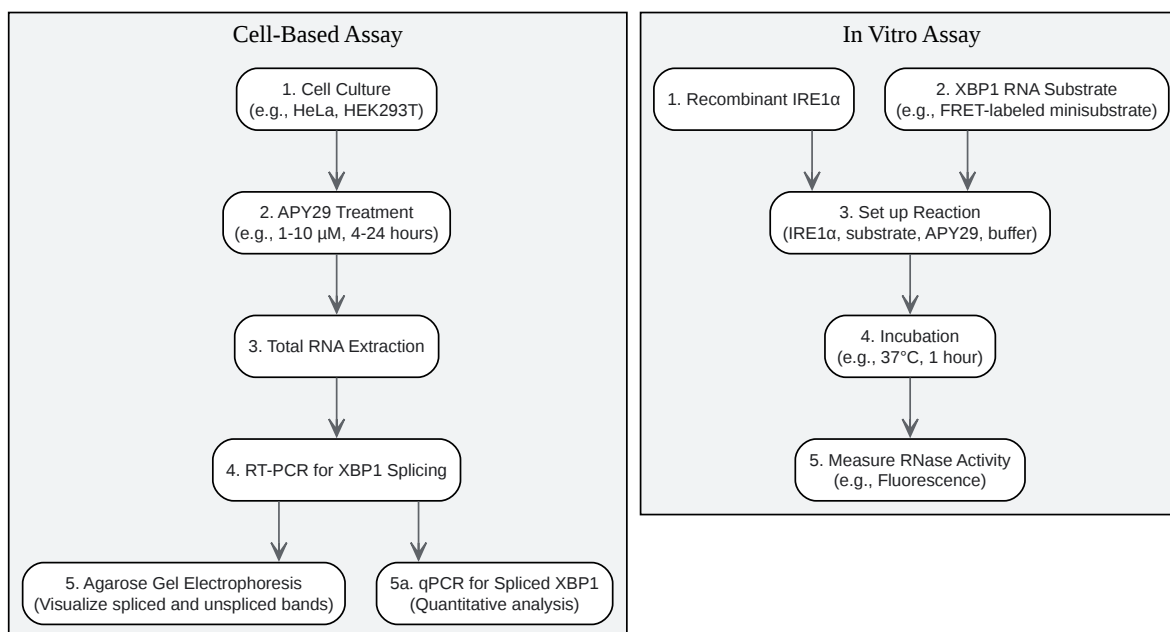 Cell-Based Assay
1. Cell Culture
(e.g., HeLa, HEK293T)
2. APY29 Treatment
(e.g., 1-10 µM, 4-24 hours)
3. Total RNA Extraction
4. RT-PCR for XBP1 Splicing
5. Agarose Gel Electrophoresis
(Visualize spliced and unspliced bands)
5a. qPCR for Spliced XBP1
(Quantitative analysis)
In Vitro Assay
1. Recombinant IRE1α
2. XBP1 RNA Substrate
(e.g., FRET-labeled minisubstrate)
3. Set up Reaction
(IRE1α, substrate, APY29, buffer)
4. Incubation
(e.g., 37°C, 1 hour)
5. Measure RNase Activity
(e.g., Fluorescence)